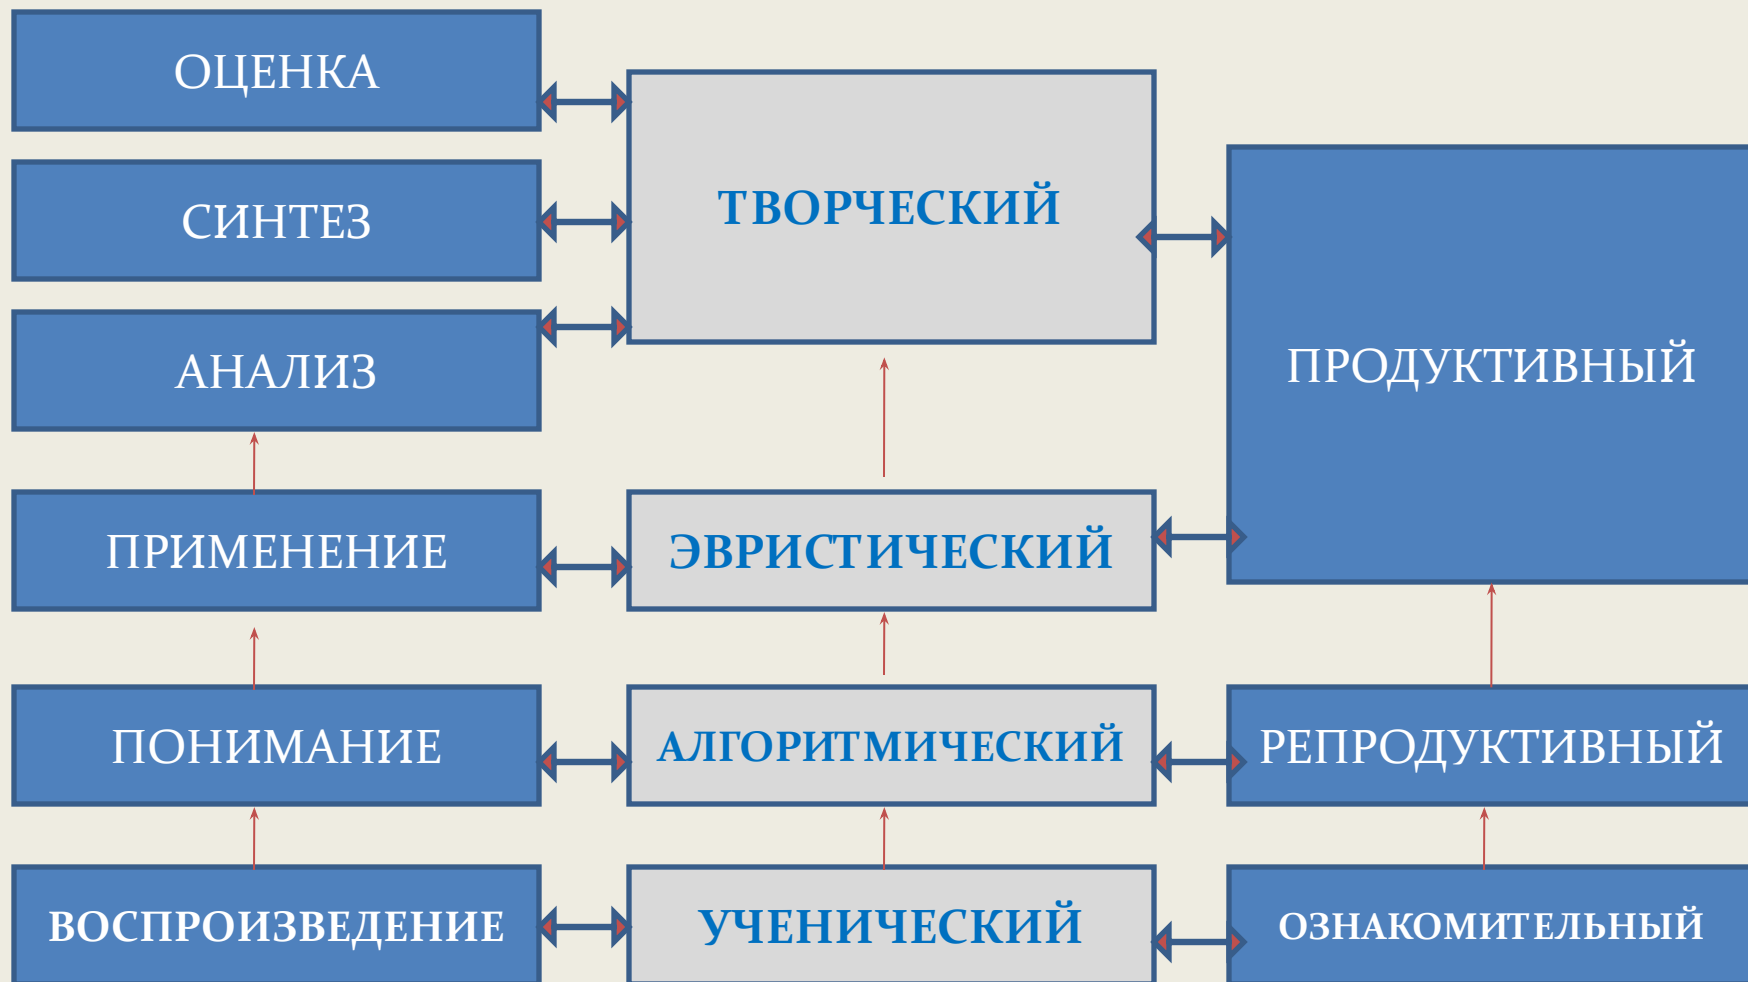 ОЦЕНКА
СИНТЕЗ
АНАЛИЗ
ПРИМЕНЕНИЕ
ПОНИМАНИЕ
ВОСПРОИЗВЕДЕНИЕ
ТВОРЧЕСКИЙ
ЭВРИСТИЧЕСКИЙ
АЛГОРИТМИЧЕСКИЙ
УЧЕНИЧЕСКИЙ
ПРОДУКТИВНЫЙ
РЕПРОДУКТИВНЫЙ
ОЗНАКОМИТЕЛЬНЫЙ